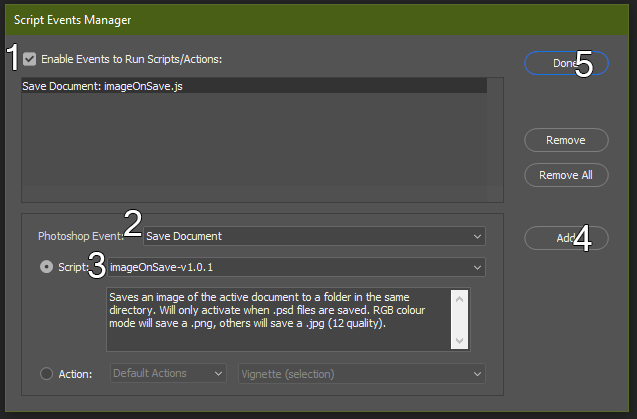 Script Events Manager
1 Enable Events to Run Scripts/Actions:
Done 5
Save Document: imageOnSave.js
Remove
Remove All
Photoshop Event: 2 Save Document
Add 4
Script: 3 imageOnSave-v1.0.1
Saves an image of the active document to a folder in the same
directory. Will only activate when .psd files are saved. RGB colour
mode will save a .png, others will save a .jpg (12 quality).
Action: Default Actions Vignette (selection)